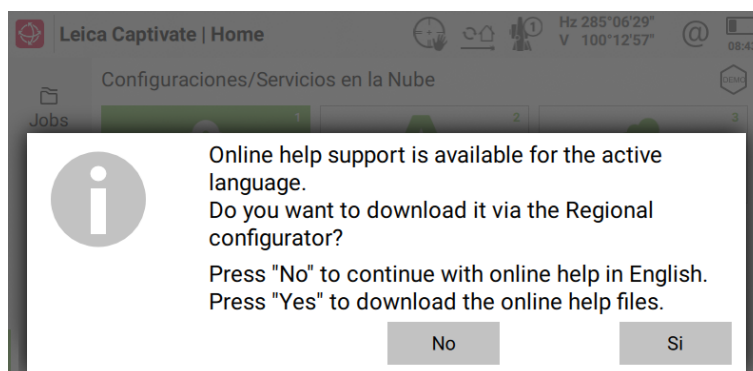 Leica Captivate | Home
Hz 285°06'29"
V 100°12'57"
1
@
Configuraciones/Servicios en la Nube
DEMO
Jobs
1
2
3
Online help support is available for the active
language.
Do you want to download it via the Regional
configurator?
Press "No" to continue with online help in English.
Press "Yes" to download the online help files.
No
Si